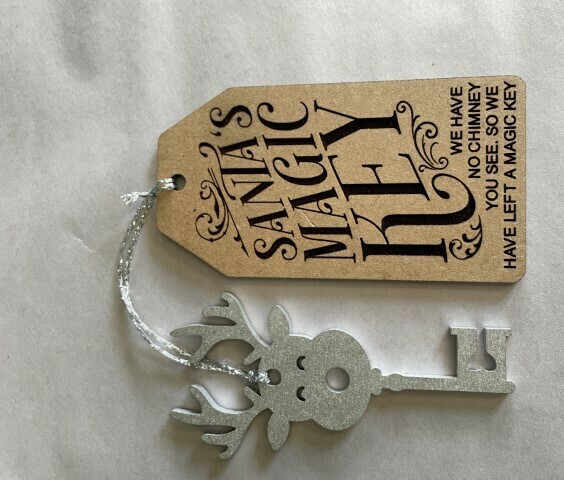 SANTA'S
MAGIC
KEY
WE HAVE
NO CHIMNEY
YOU SEE. SO WE
HAVE LEFT A MAGIC KEY